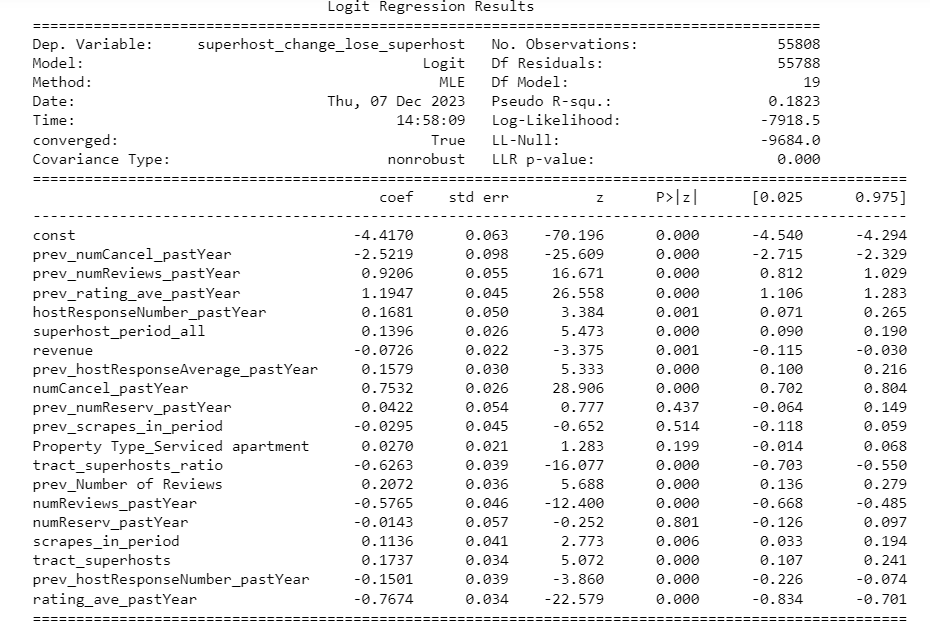 Logit Regression Results
==============================================================================
Dep. Variable: superhost_change_lose_superhost No. Observations: 55808
Model: Logit Df Residuals: 55788
Method: MLE Df Model: 19
Date: Thu, 07 Dec 2023 Pseudo R-squ.: 0.1823
Time: 14:58:09 Log-Likelihood: -7918.5
converged: True LL-Null: -9684.0
Covariance Type: nonrobust LLR p-value: 0.000
==============================================================================
coef std err z P>|z| [0.025 0.975]
------------------------------------------------------------------------------
const -4.4170 0.063 -70.196 0.000 -4.540 -4.294
prev_numCancel_pastYear -2.5219 0.098 -25.609 0.000 -2.715 -2.329
prev_numReviews_pastYear 0.9206 0.055 16.671 0.000 0.812 1.029
prev_rating_ave_pastYear 1.1947 0.045 26.558 0.000 1.106 1.283
hostResponseNumber_pastYear 0.1681 0.050 3.384 0.001 0.071 0.265
superhost_period_all 0.1396 0.026 5.473 0.000 0.090 0.190
revenue -0.0726 0.022 -3.375 0.001 -0.115 -0.030
prev_hostResponseAverage_pastYear 0.1579 0.030 5.333 0.000 0.100 0.216
numCancel_pastYear 0.7532 0.026 28.906 0.000 0.702 0.804
prev_numReserv_pastYear 0.0422 0.054 0.777 0.437 -0.064 0.149
prev_scrapes_in_period -0.0295 0.045 -0.652 0.514 -0.118 0.059
Property Type_Serviced apartment 0.0270 0.021 1.283 0.199 -0.014 0.068
tract_superhosts_ratio -0.6263 0.039 -16.077 0.000 -0.703 -0.550
prev_Number of Reviews 0.2072 0.036 5.688 0.000 0.136 0.279
numReviews_pastYear -0.5765 0.046 -12.400 0.000 -0.668 -0.485
numReserv_pastYear -0.0143 0.057 -0.252 0.801 -0.126 0.097
scrapes_in_period 0.1136 0.041 2.773 0.006 0.033 0.194
tract_superhosts 0.1737 0.034 5.072 0.000 0.107 0.241
prev_hostResponseNumber_pastYear -0.1501 0.039 -3.860 0.000 -0.226 -0.074
rating_ave_pastYear -0.7674 0.034 -22.579 0.000 -0.834 -0.701
==============================================================================